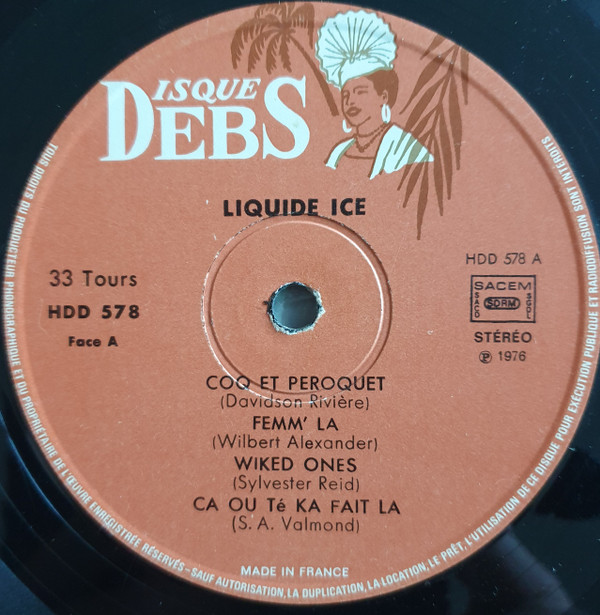 DISQUE
DEBS
LIQUIDE ICE
33 Tours
HDD 578
Face A
HDD 578 A
SACEM
SACD
SDRM
SGDL
STÉRÉO
Ⓟ 1976
COQ ET PEROQUET
(Davidson Rivière)
FEMM' LA
(Wilbert Alexander)
WIKED ONES
(Sylvester Reid)
CA OU Té KA FAIT LA
(S. A. Valmond)
MADE IN FRANCE
TOUS DROITS DU PRODUCTEUR PHONOGRAPHIQUE ET DU PROPRIÉTAIRE DE L'ŒUVRE ENREGISTRÉE RÉSERVÉS - SAUF AUTORISATION, LA DUPLICATION, LA LOCATION, LE PRÊT, L'UTILISATION DE CE DISQUE POUR EXÉCUTION PUBLIQUE ET RADIODIFFUSION SONT INTERDITS